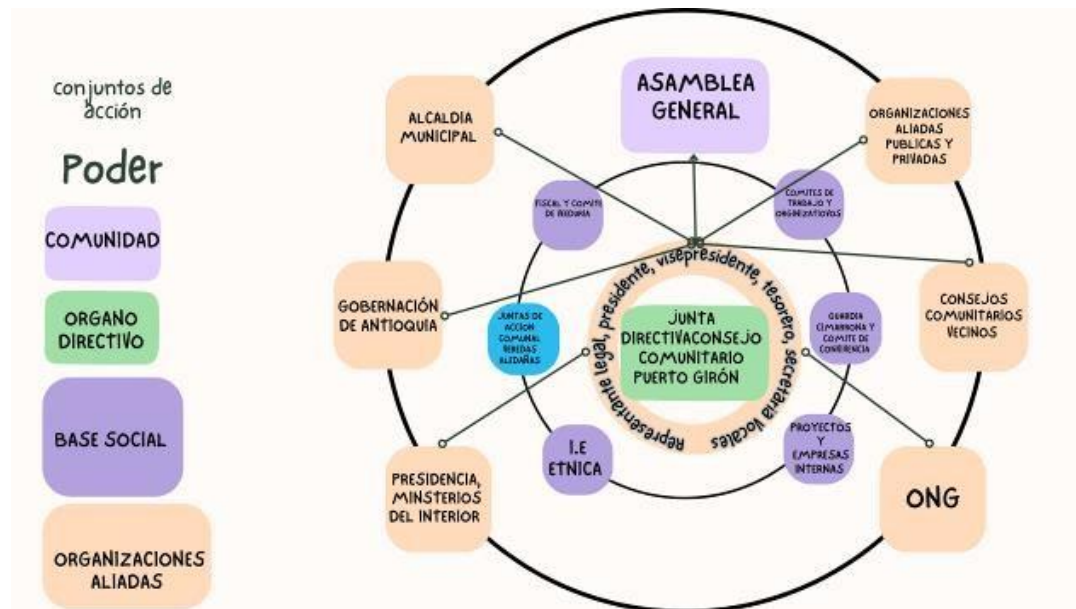 conjuntos de
acción
Poder
COMUNIDAD
ORGANO
DIRECTIVO
BASE SOCIAL
ORGANIZACIONES
ALIADAS
ALCALDIA
MUNICIPAL
ASAMBLEA
GENERAL
ORGANIZACIONES
ALIADAS
PUBLICAS Y
PRIVADAS
FISCAL Y COMITE
DE VEEDURIA
COMITES DE
TRABAJO Y
ORGANIZATIVOS
GOBERNACIÓN
DE ANTIOQUIA
JUNTAS DE
ACCION
COMUNAL
VEREDAS
ALEDAÑAS
Representante legal, presidente, visepresidente, tesorero, secretaria Vocales
JUNTA
DIRECTIVACONSEJO
COMUNITARIO
PUERTO GIRÓN
GUARDIA
CIMARRONA Y
COMITE DE
CONVIVENCIA
CONSEJOS
COMUNITARIOS
VECINOS
PRESIDENCIA,
MINSTERIOS
DEL INTERIOR
I.E
ETNICA
PROYECTOS
Y
EMPRESAS
INTERNAS
ONG